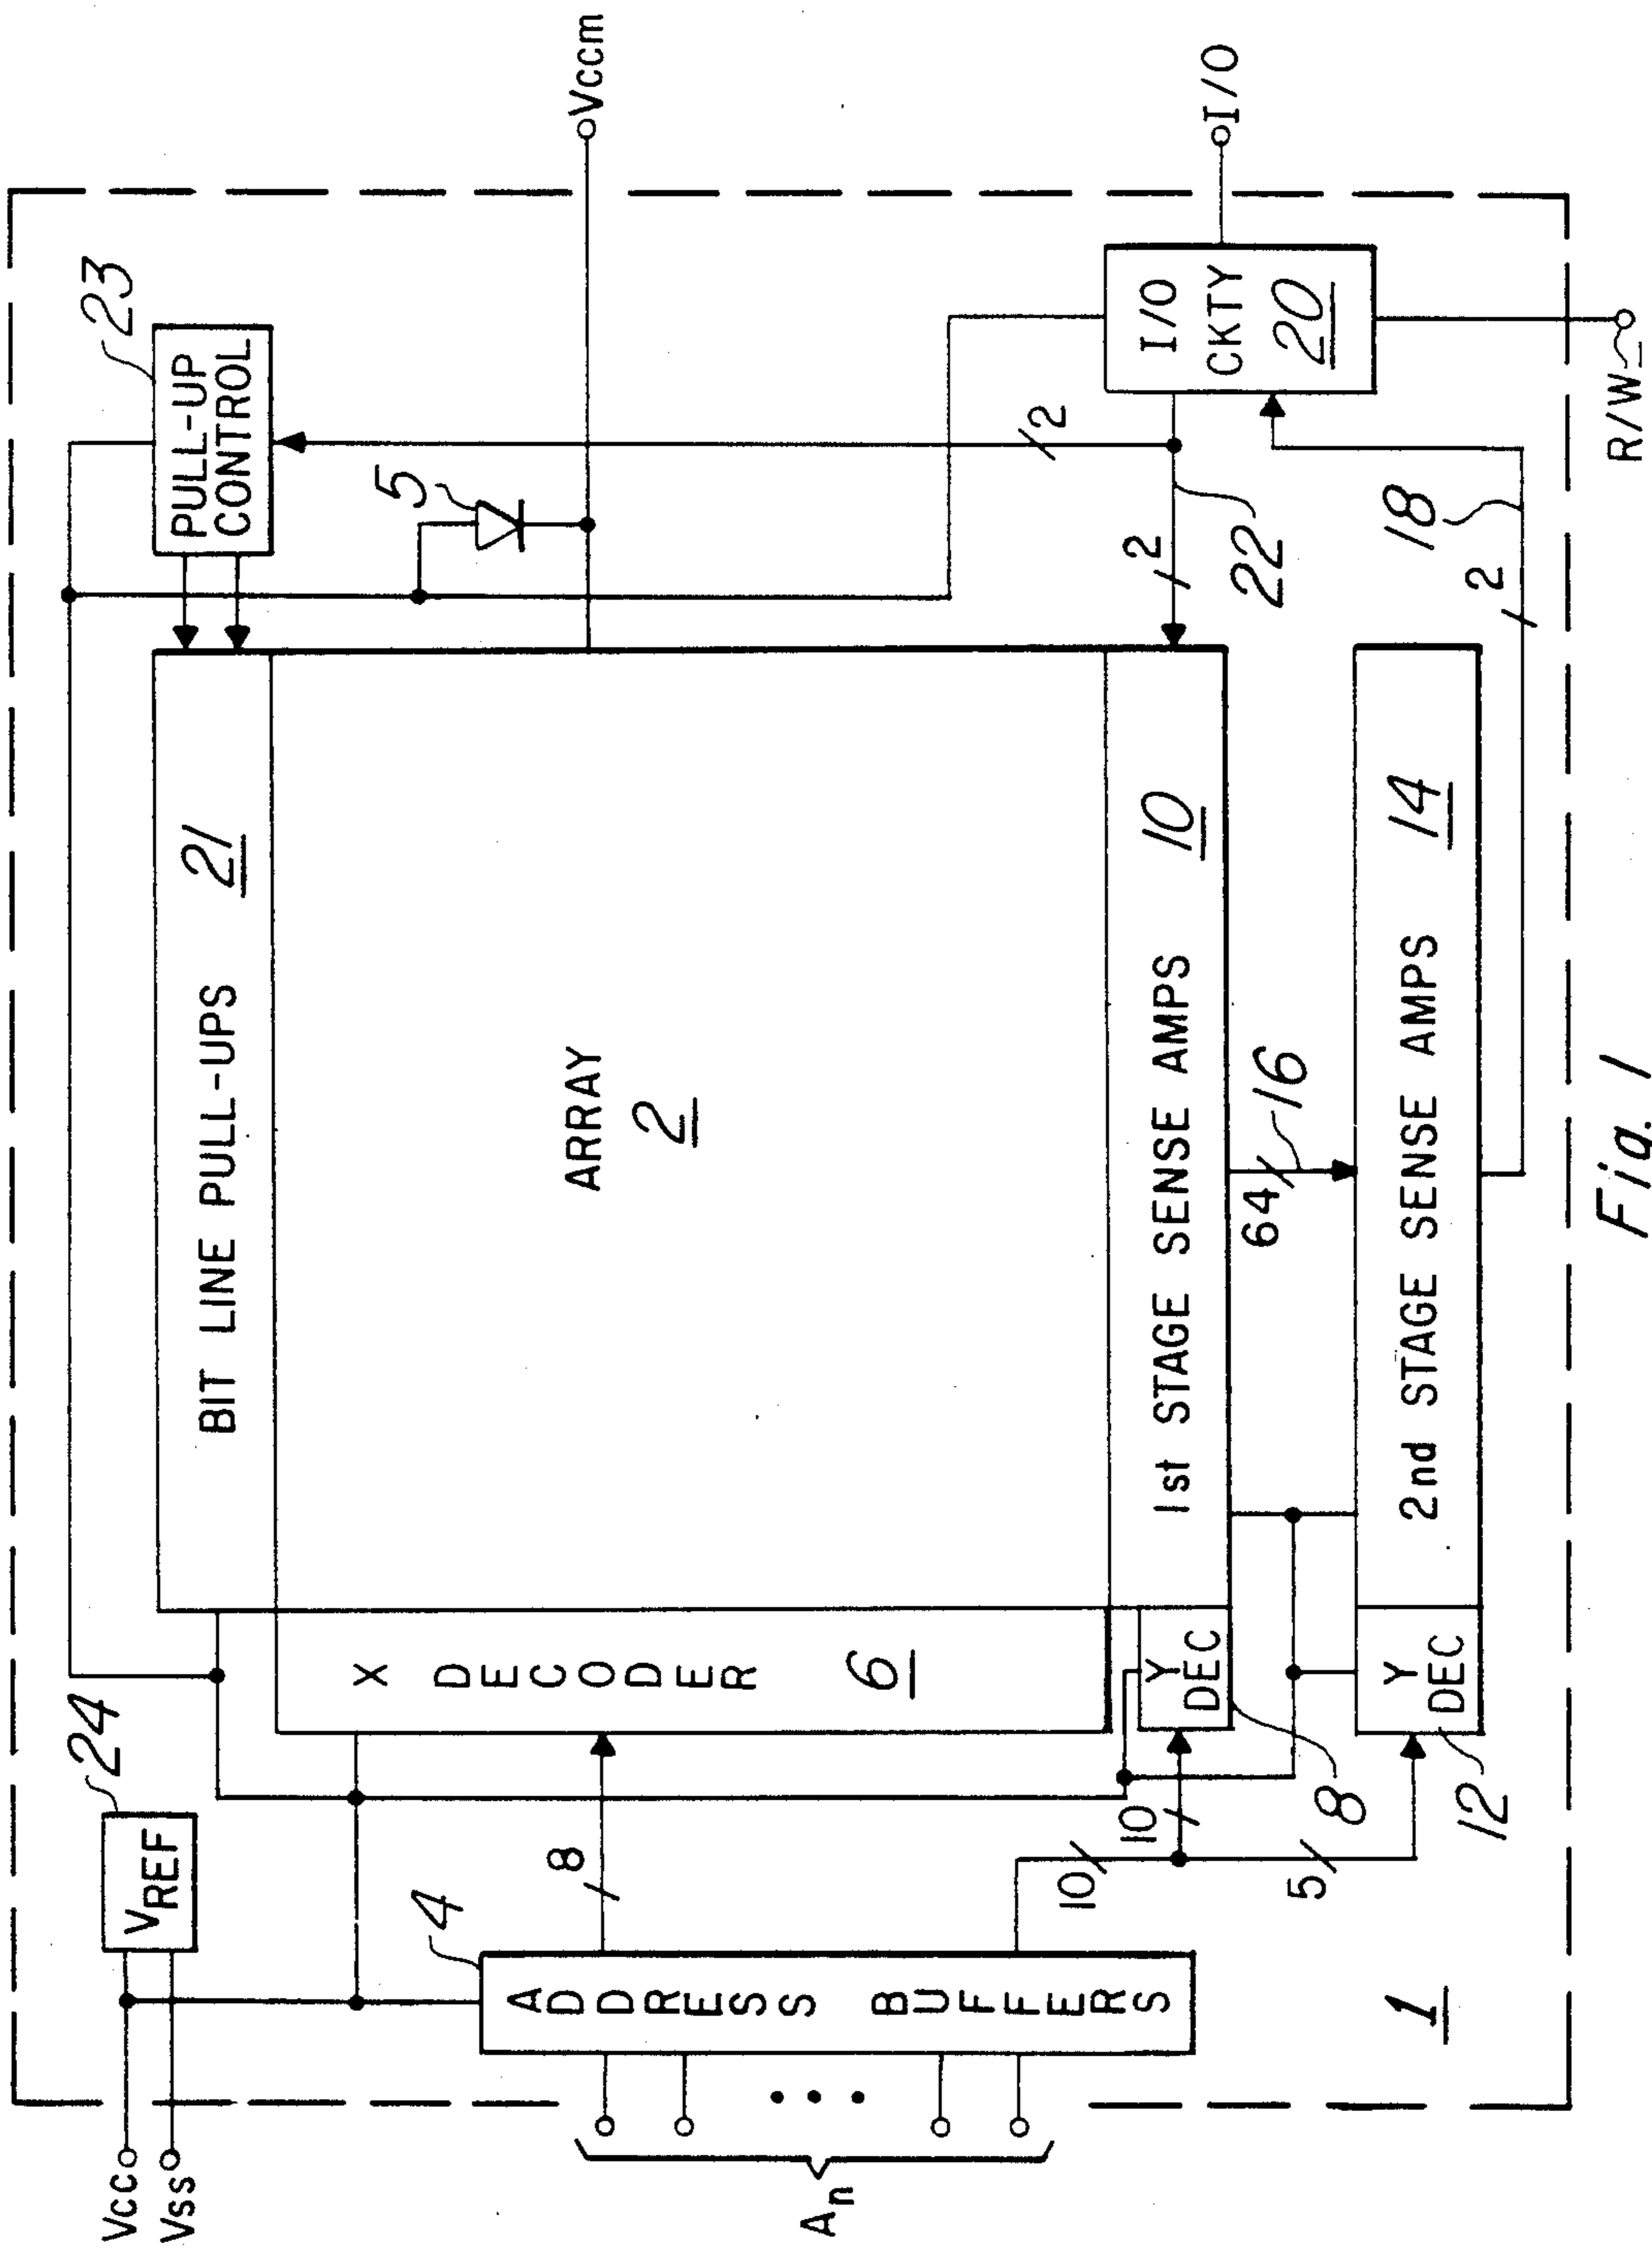 Vcc
Vss
24
VREF
23
PULL-UP
CONTROL
BIT LINE PULL-UPS
21
5
Vccm
An
4
ADDRESS BUFFERS
8
X DECODER
6
ARRAY
2
2
10
10
5
Y
DEC
8
1st STAGE SENSE AMPS
10
2
22
I/O
CKTY
20
I/O
64
16
12
Y
DEC
2nd STAGE SENSE AMPS
14
2
18
R/W_
1
Fig. 1